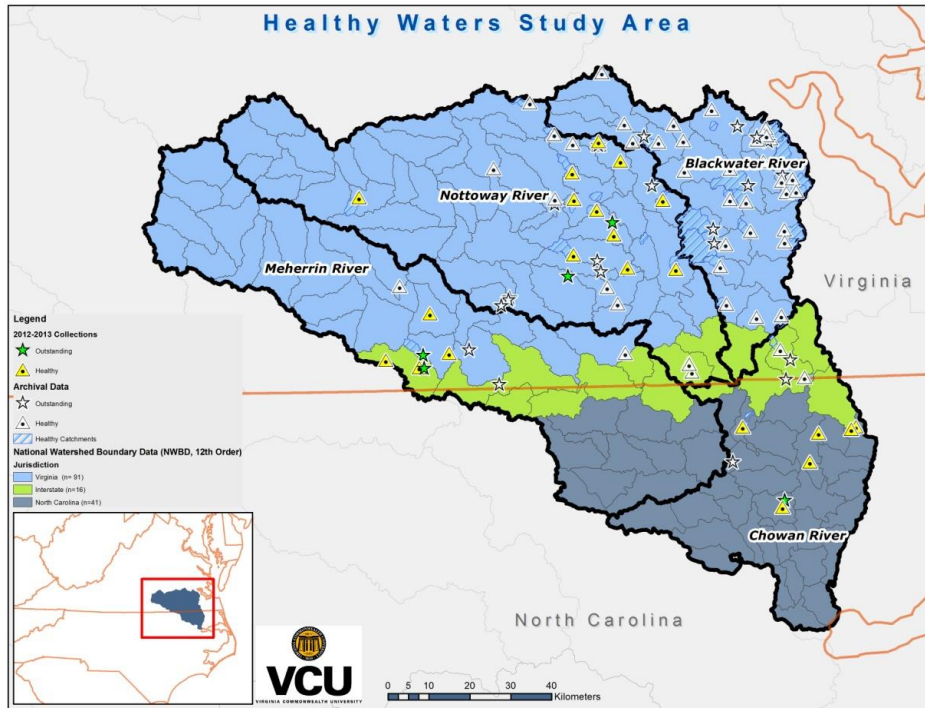 Healthy Waters Study Area
Blackwater River
Nottoway River
Meherrin River
Virginia
Legend
2012-2013 Collections
Outstanding
Healthy
Archival Data
Outstanding
Healthy
Healthy Catchments
National Watershed Boundary Data (NWBD, 12th Order)
Jurisdiction
Virginia (n= 91)
Interstate (n=16)
North Carolina (n=41)
Chowan River
North Carolina
VCU
VIRGINIA COMMONWEALTH UNIVERSITY
0 5 10 20 30 40
Kilometers